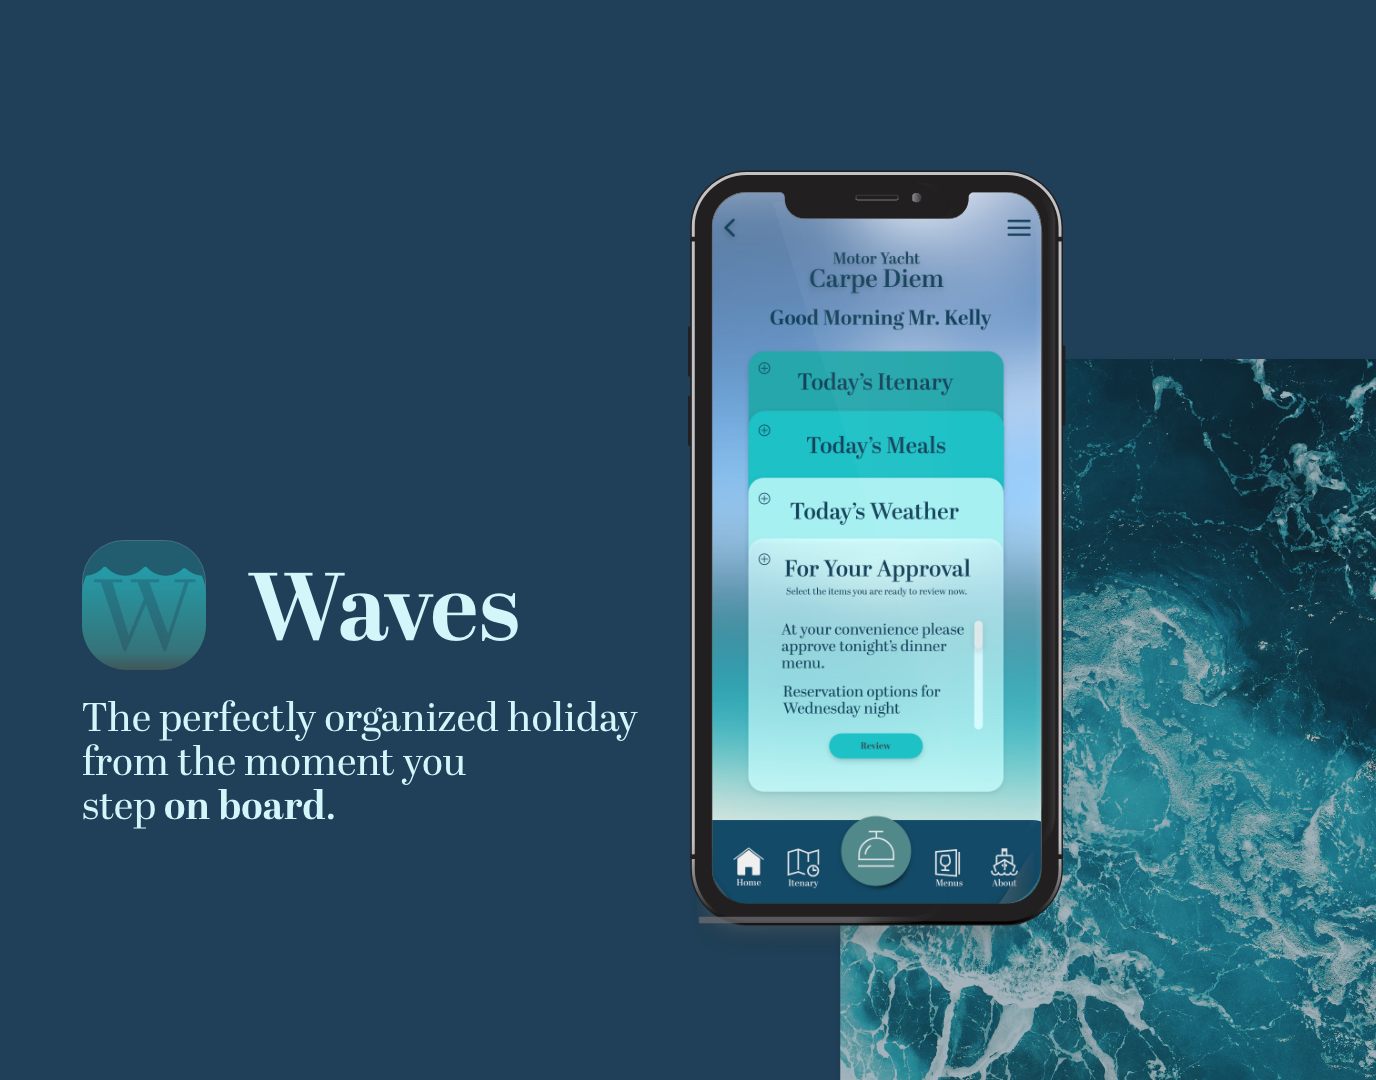 W
Waves
The perfectly organized holiday
from the moment you
step on board.
Motor Yacht
Carpe Diem
Good Morning Mr. Kelly
Today's Itenary
Today's Meals
Today's Weather
For Your Approval
Select the items you are ready to review now.
At your convenience please
approve tonight's dinner
menu.
Reservation options for
Wednesday night
Review
Home
Itenary
Menus
About